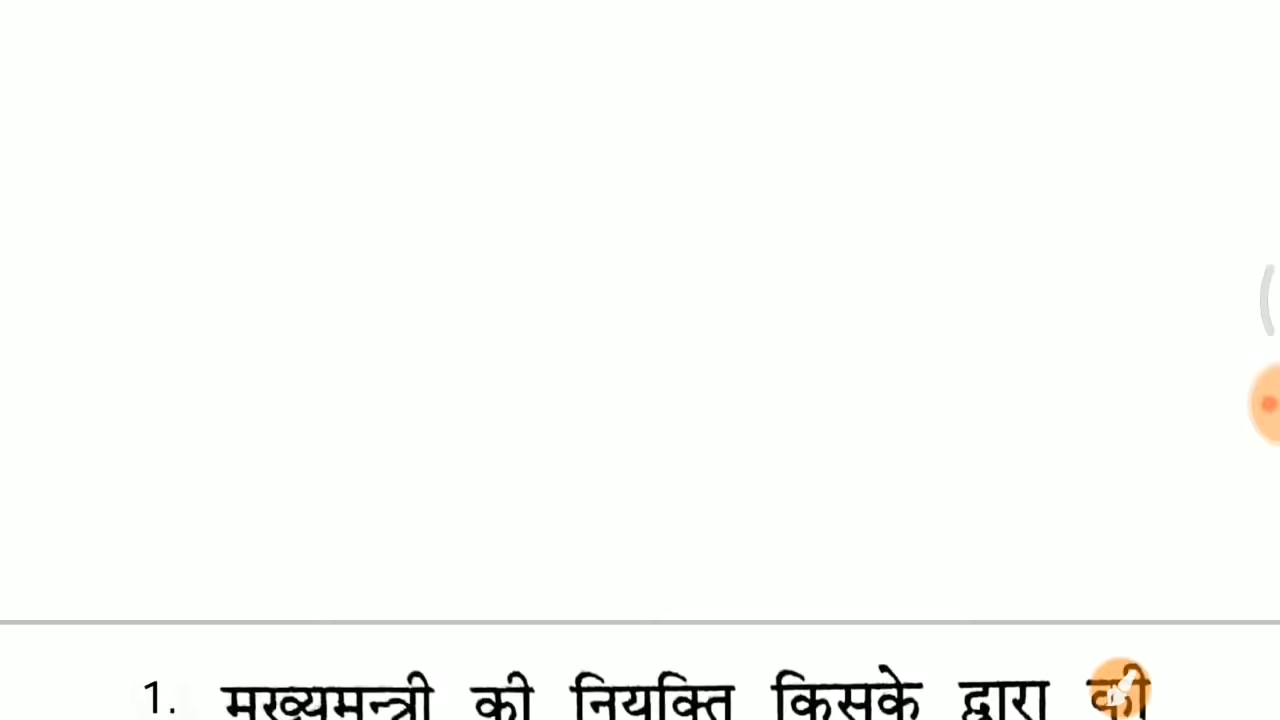 1. मुख्यमन्त्री की नियुक्ति किसके द्वारा की